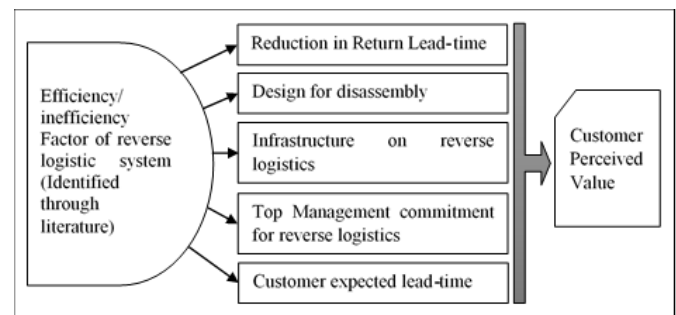 Efficiency/
inefficiency
Factor of reverse
logistic system
(Identified
through
literature)
Reduction in Return Lead-time
Design for disassembly
Infrastructure on reverse
logistics
Top Management commitment
for reverse logistics
Customer expected lead-time
Customer
Perceived
Value